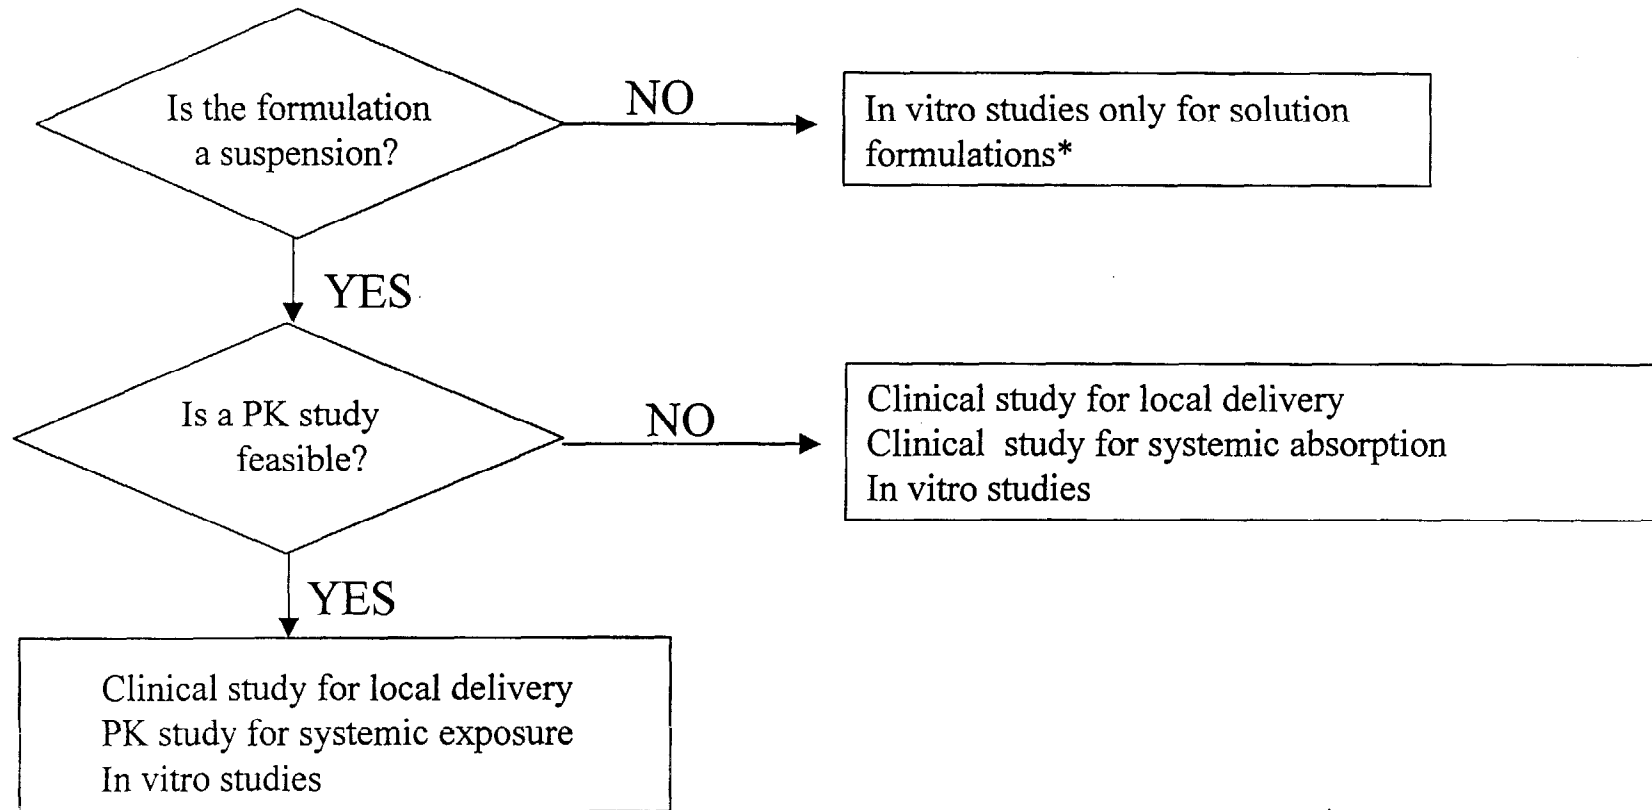 Is the formulation
a suspension?
NO
In vitro studies only for solution
formulations*
YES
Is a PK study
feasible?
NO
Clinical study for local delivery
Clinical study for systemic absorption
In vitro studies
YES
Clinical study for local delivery
PK study for systemic exposure
In vitro studies